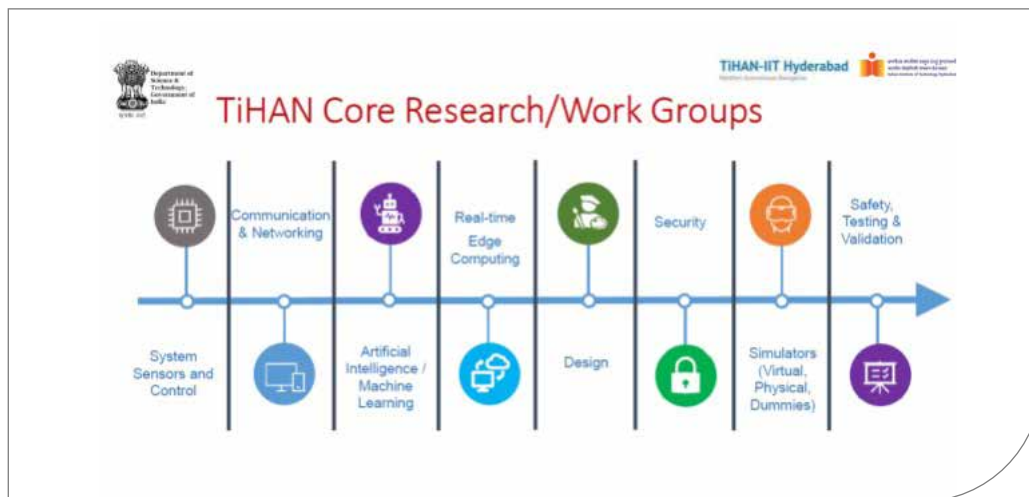 Department of
Science &
Technology,
Government of
India
TiHAN-IIT Hyderabad
TiHAN Core Research/Work Groups
System
Sensors and
Control
Communication
& Networking
Artificial
Intelligence /
Machine
Learning
Real-time
Edge
Computing
Design
Security
Simulators
(Virtual,
Physical,
Dummies)
Safety,
Testing &
Validation